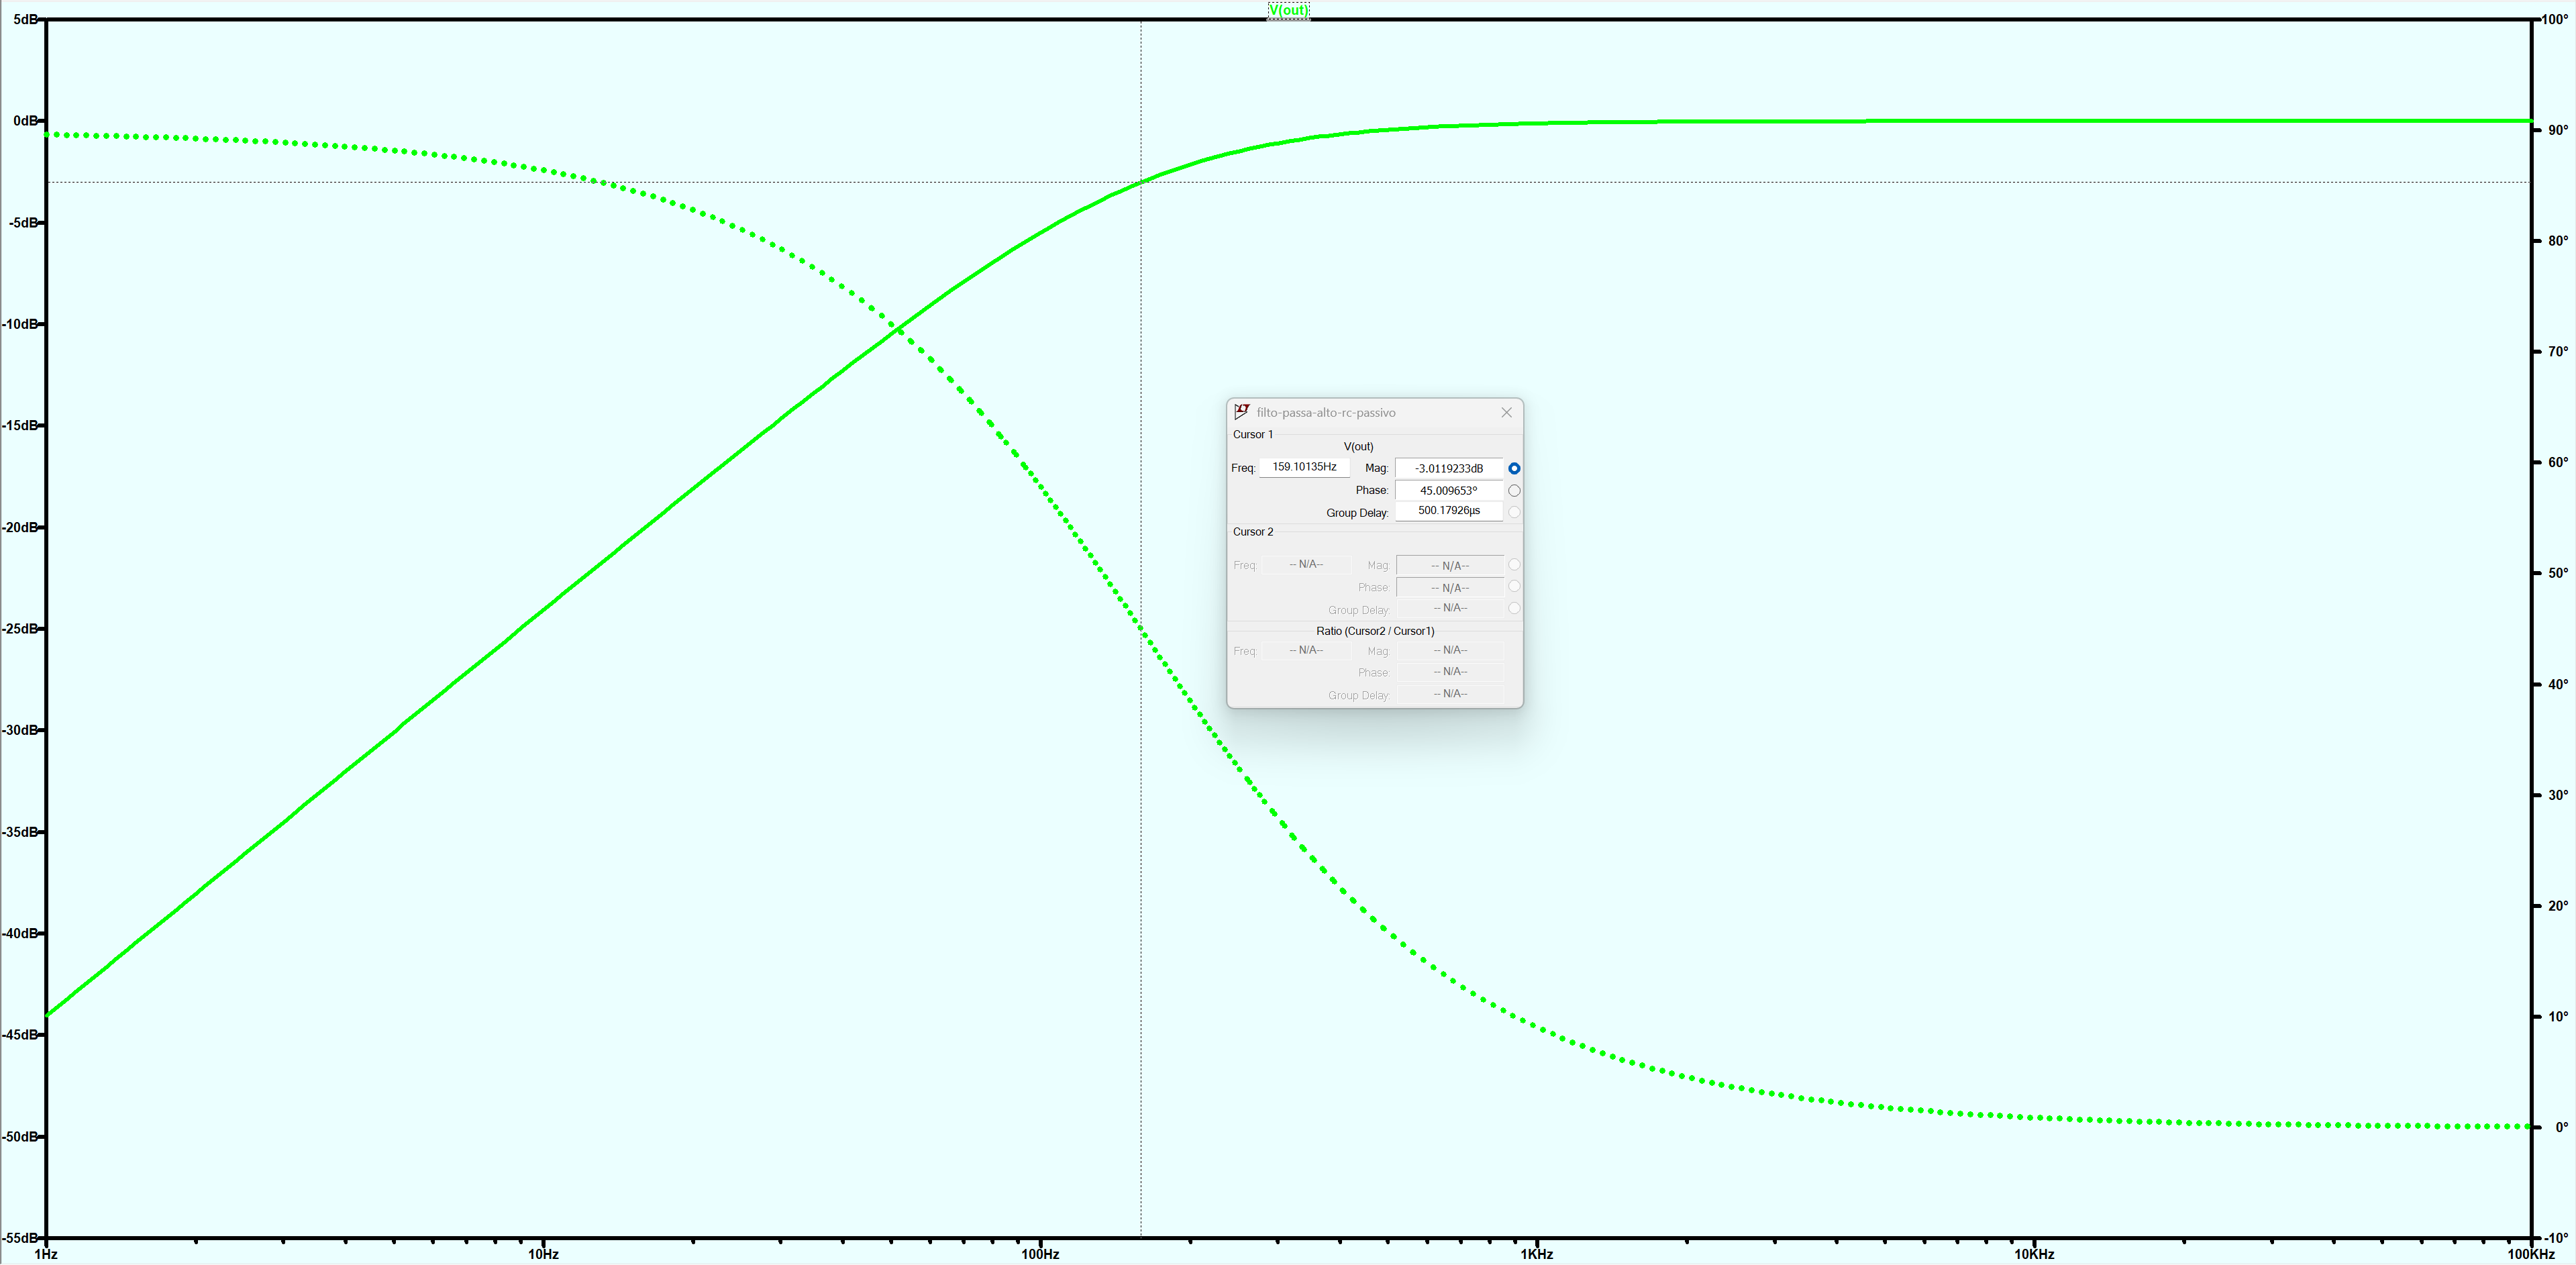 V(out)
5dB
0dB
-5dB
-10dB
-15dB
-20dB
-25dB
-30dB
-35dB
-40dB
-45dB
-50dB
-55dB
100°
90°
80°
70°
60°
50°
40°
30°
20°
10°
0°
-10°
1Hz 10Hz 100Hz 1KHz 10KHz 100KHz
filto-passa-alto-rc-passivo
Cursor 1
V(out)
Freq: 159.10135Hz Mag: -3.0119233dB
Phase: 45.009653°
Group Delay: 500.17926µs
Cursor 2
Freq: -- N/A-- Mag: -- N/A--
Phase: -- N/A--
Group Delay: -- N/A--
Ratio (Cursor2 / Cursor1)
Freq: -- N/A-- Mag: -- N/A--
Phase: -- N/A--
Group Delay: -- N/A--